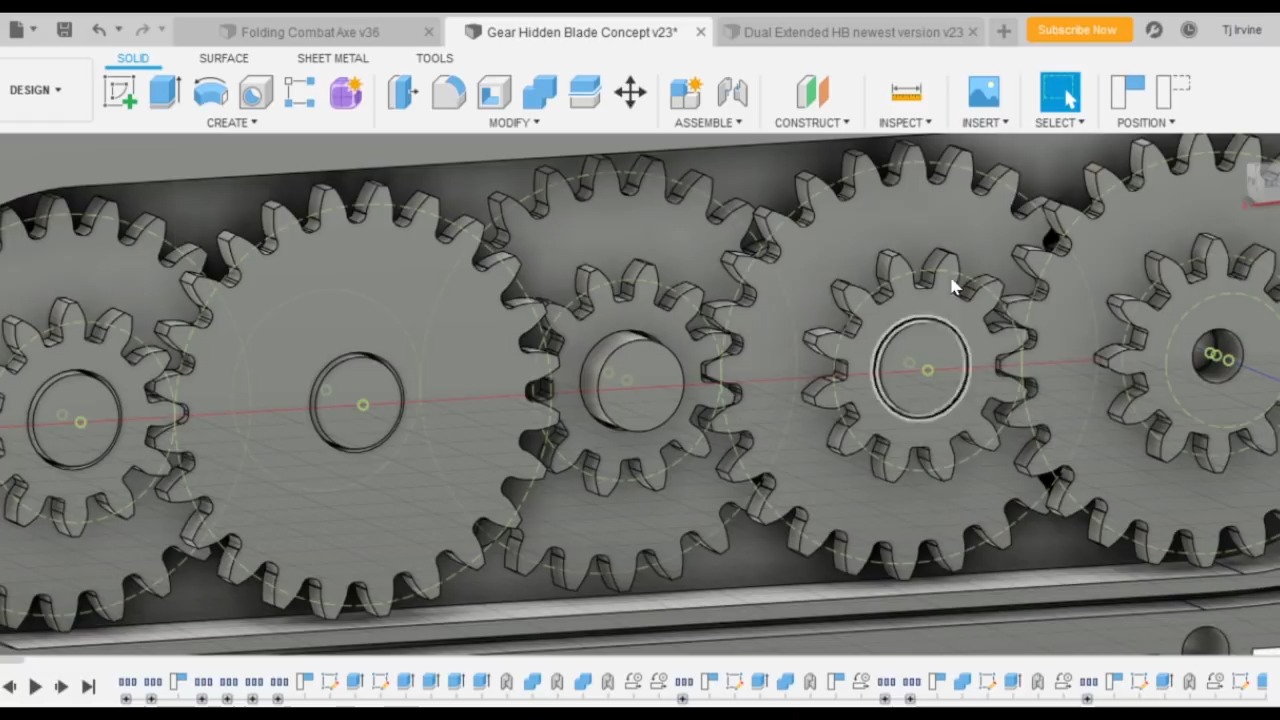 Folding Combat Axe v36
Gear Hidden Blade Concept v23*
Dual Extended HB newest version v23
Subscribe Now
Tj Irvine
SOLID
SURFACE
SHEET METAL
TOOLS
DESIGN
CREATE
MODIFY
ASSEMBLE
CONSTRUCT
INSPECT
INSERT
SELECT
POSITION